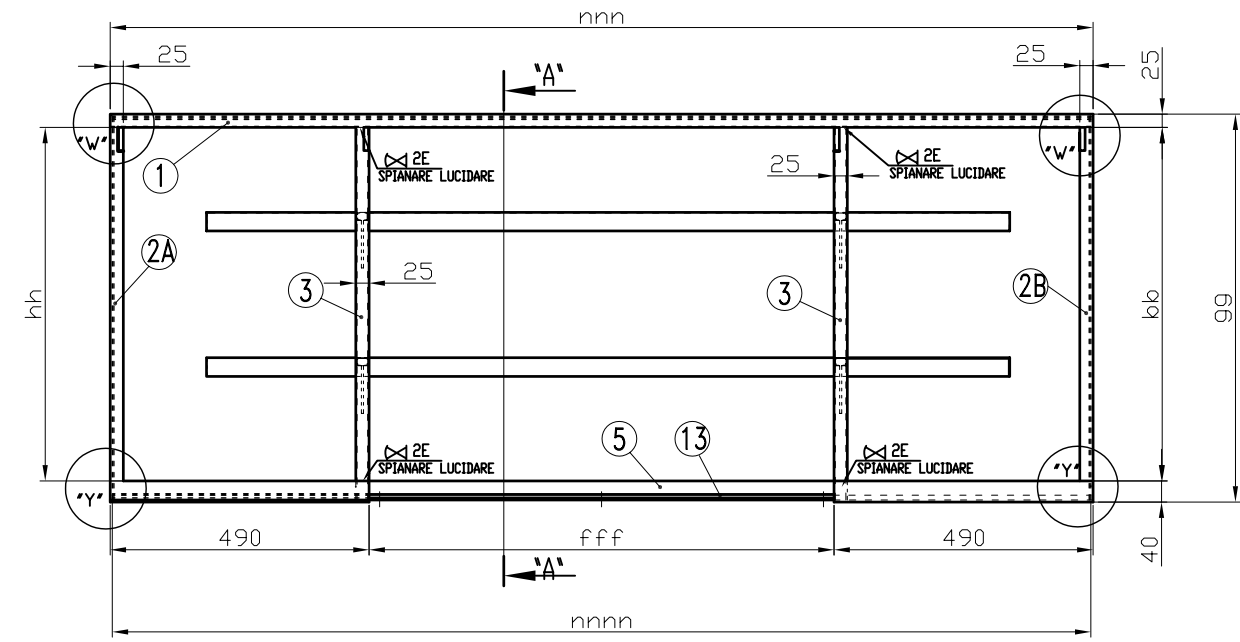 nnn
25
25
25
"A"
"W"
"W"
2E
SPIANARE LUCIDARE
2E
SPIANARE LUCIDARE
1
25
2A
25
3
3
2B
hh
bb
99
5
13
2E
SPIANARE LUCIDARE
2E
SPIANARE LUCIDARE
"Y"
"Y"
490
fff
490
40
"A"
nnnn